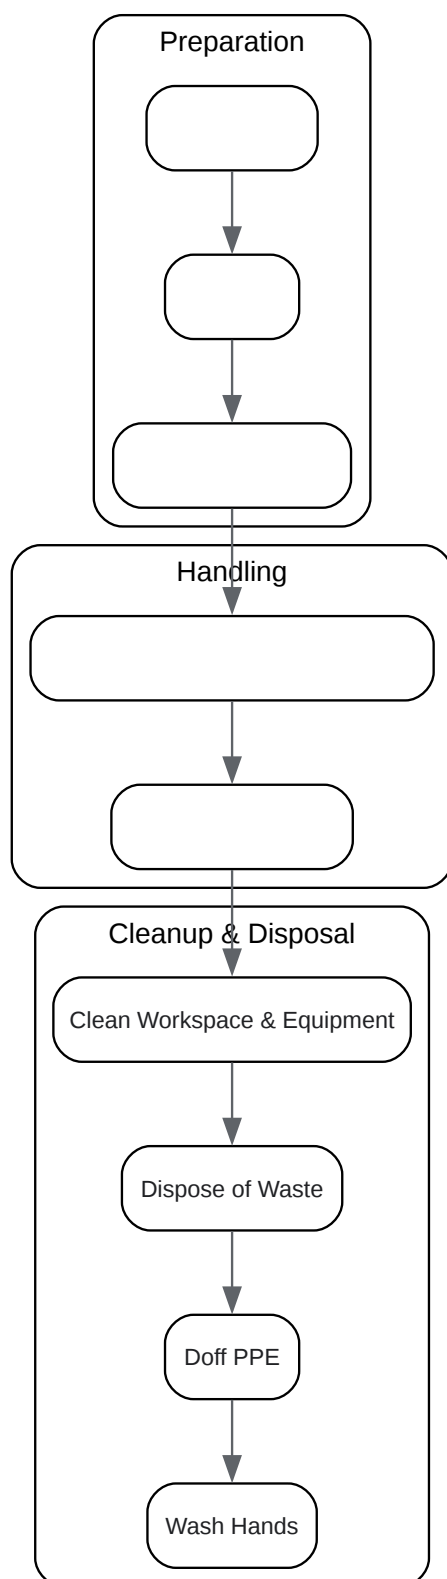 Preparation
Handling
Cleanup & Disposal
Clean Workspace & Equipment
Dispose of Waste
Doff PPE
Wash Hands